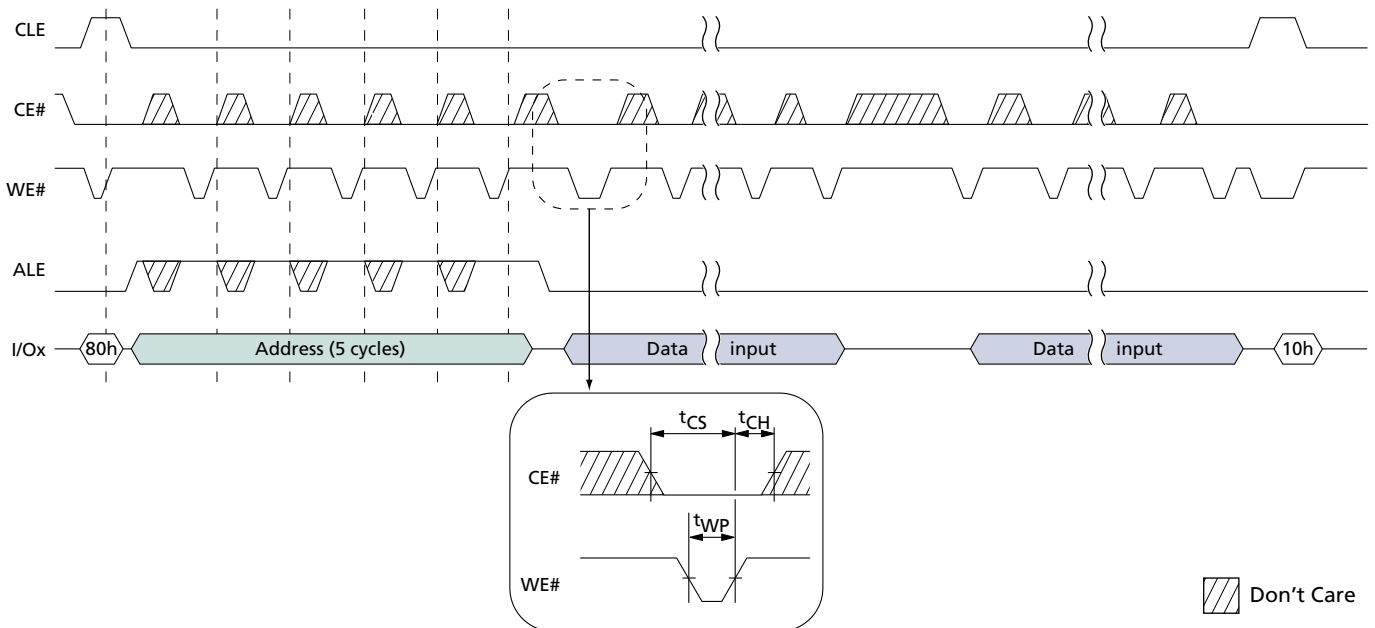 CLE
CE#
WE#
ALE
I/Ox 80h Address (5 cycles) Data input Data input 10h
tCS tCH
CE#
tWP
WE#
Don't Care